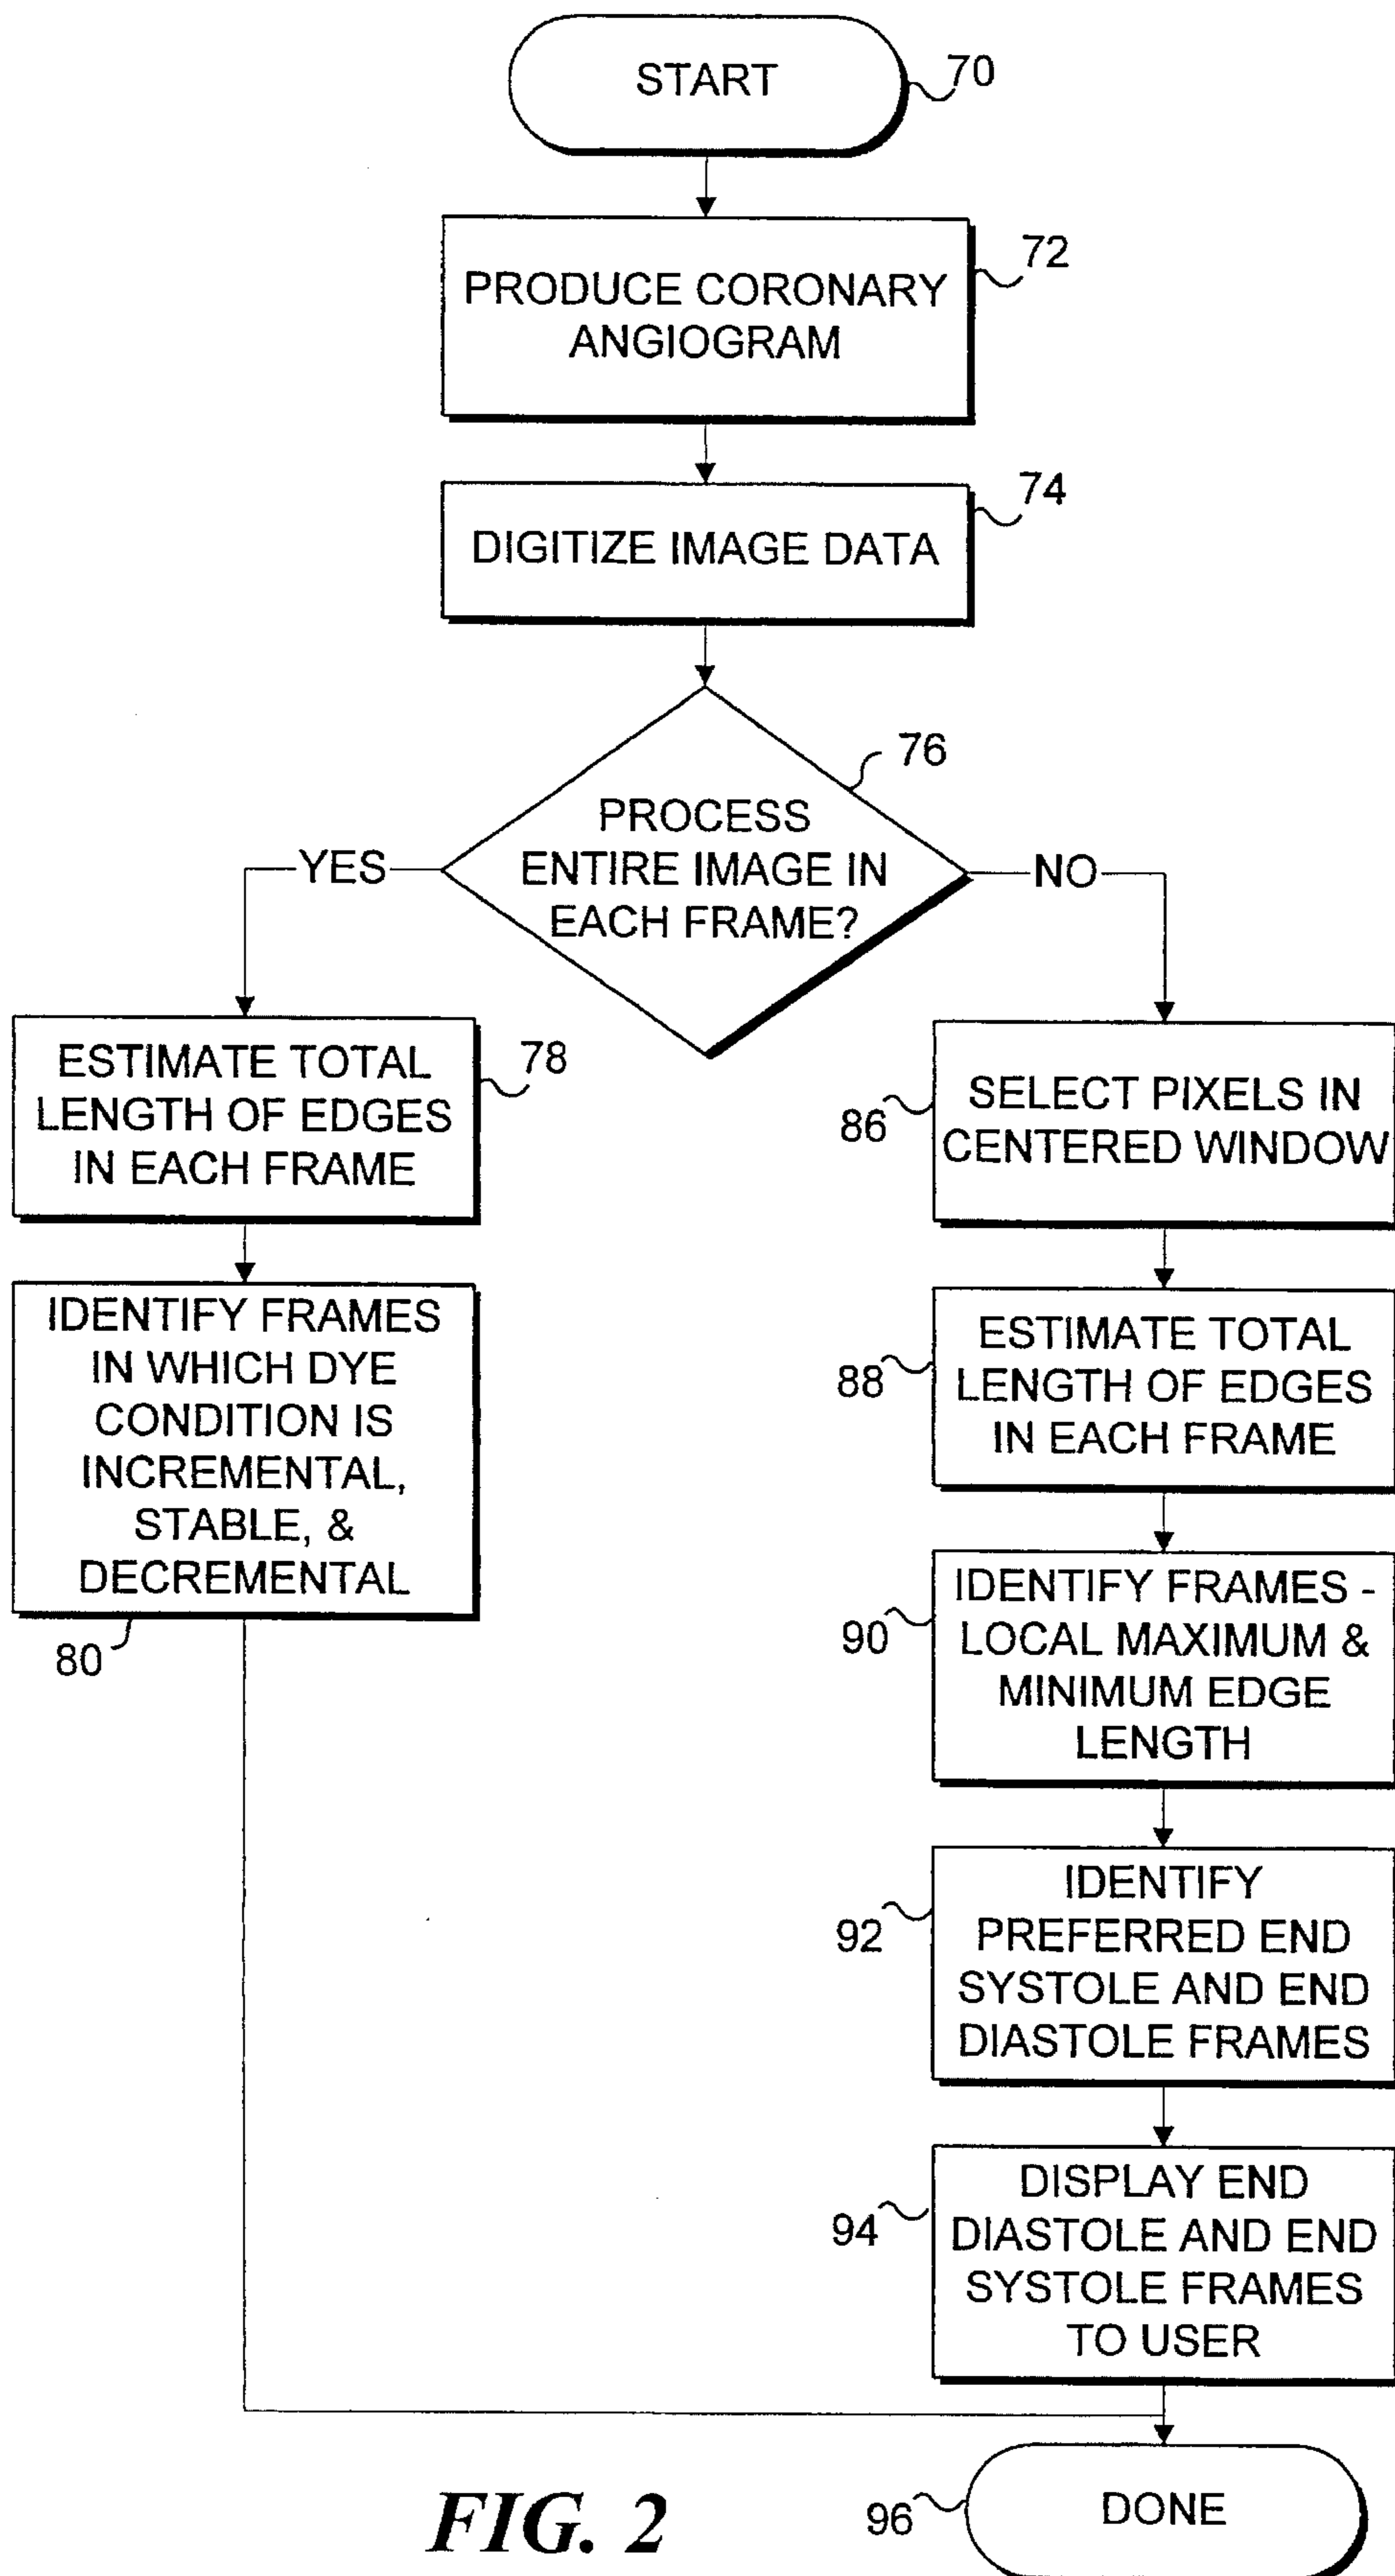 START
70
PRODUCE CORONARY
ANGIOGRAM
72
DIGITIZE IMAGE DATA
74
PROCESS
ENTIRE IMAGE IN
EACH FRAME?
76
YES
NO
ESTIMATE TOTAL
LENGTH OF EDGES
IN EACH FRAME
78
IDENTIFY FRAMES
IN WHICH DYE
CONDITION IS
INCREMENTAL,
STABLE, &
DECREMENTAL
80
SELECT PIXELS IN
CENTERED WINDOW
86
ESTIMATE TOTAL
LENGTH OF EDGES
IN EACH FRAME
88
IDENTIFY FRAMES -
LOCAL MAXIMUM &
MINIMUM EDGE
LENGTH
90
IDENTIFY
PREFERRED END
SYSTOLE AND END
DIASTOLE FRAMES
92
DISPLAY END
DIASTOLE AND END
SYSTOLE FRAMES
TO USER
94
DONE
96
FIG. 2